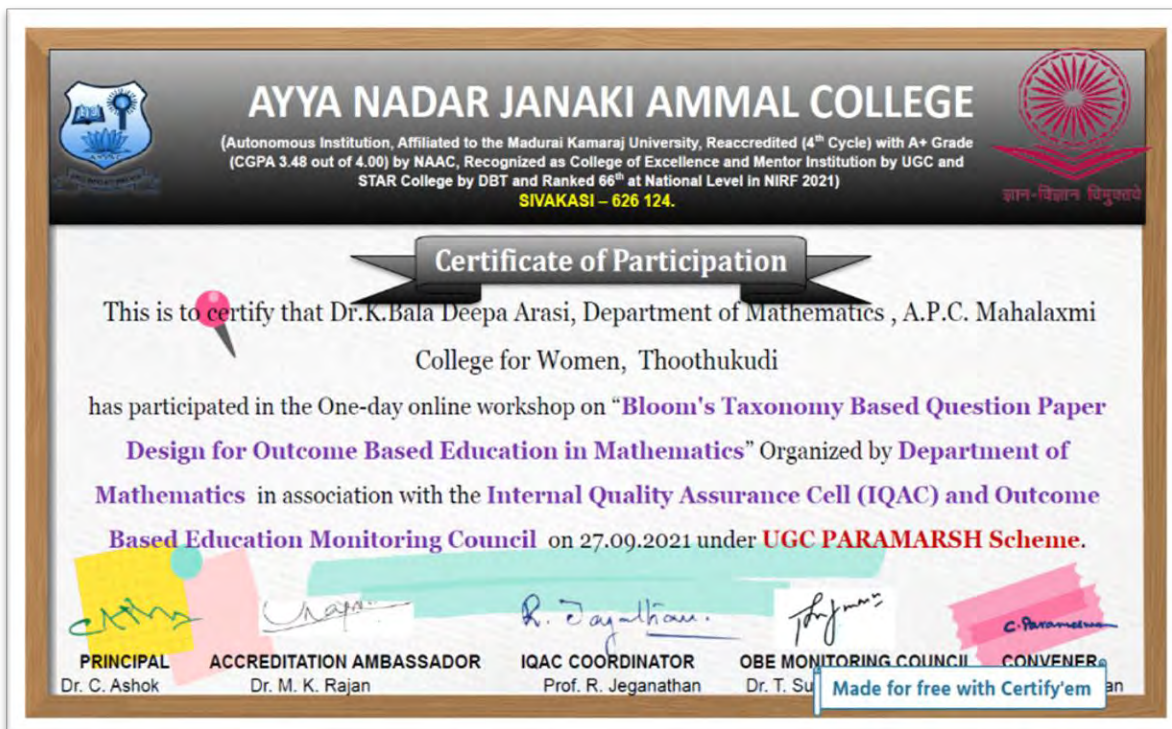 AYYA NADAR JANAKI AMMAL COLLEGE
(Autonomous Institution, Affiliated to the Madurai Kamaraj University, Reaccredited (4th Cycle) with A+ Grade
(CGPA 3.48 out of 4.00) by NAAC, Recognized as College of Excellence and Mentor Institution by UGC and
STAR College by DBT and Ranked 66th at National Level in NIRF 2021)
SIVAKASI – 626 124.
ज्ञान-विज्ञान विमुक्तये
Certificate of Participation
This is to certify that Dr.K.Bala Deepa Arasi, Department of Mathematics , A.P.C. Mahalaxmi
College for Women, Thoothukudi
has participated in the One-day online workshop on “Bloom's Taxonomy Based Question Paper
Design for Outcome Based Education in Mathematics” Organized by Department of
Mathematics in association with the Internal Quality Assurance Cell (IQAC) and Outcome
Based Education Monitoring Council on 27.09.2021 under UGC PARAMARSH Scheme.
PRINCIPAL ACCREDITATION AMBASSADOR IQAC COORDINATOR OBE MONITORING COUNCIL CONVENER
Dr. C. Ashok Dr. M. K. Rajan Prof. R. Jeganathan Dr. T.
Made for free with Certify'em